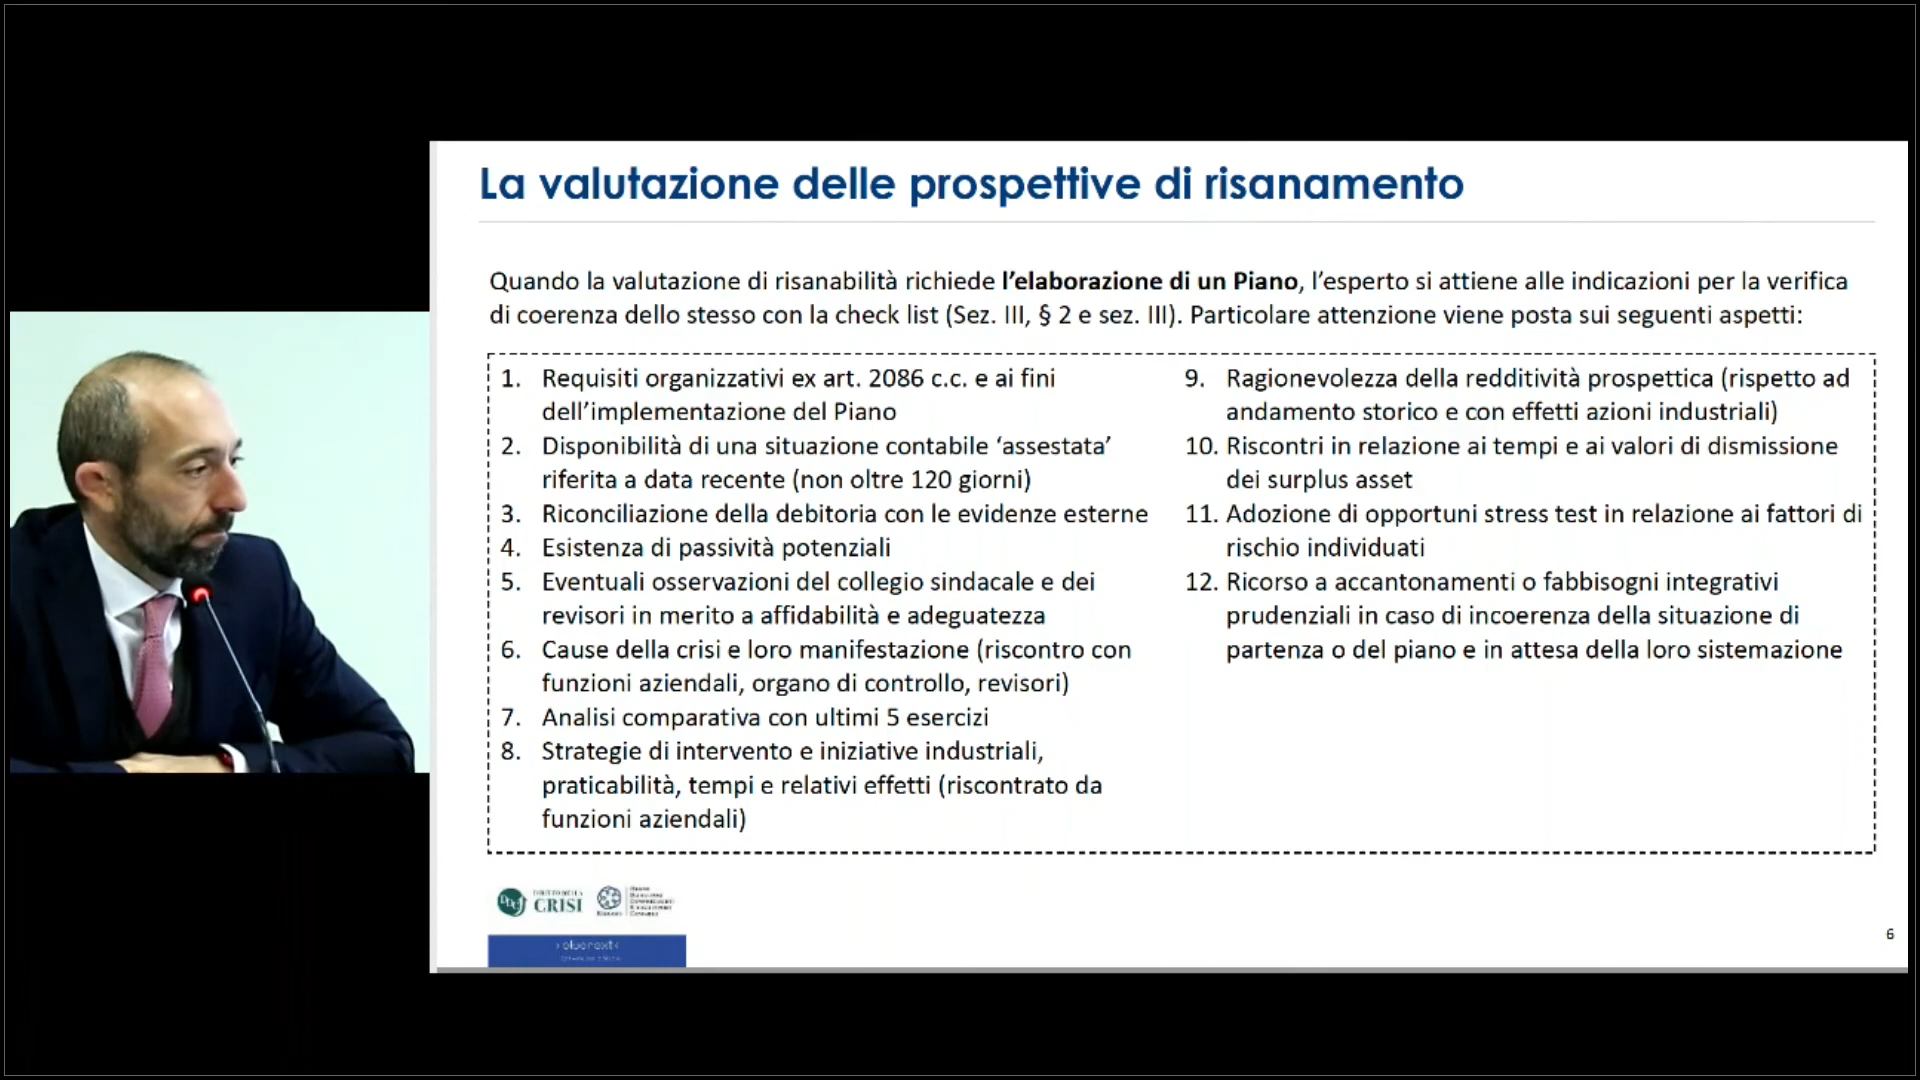 La valutazione delle prospettive di risanamento
Quando la valutazione di risanabilità richiede l’elaborazione di un Piano, l’esperto si attiene alle indicazioni per la verifica
di coerenza dello stesso con la check list (Sez. III, § 2 e sez. III). Particolare attenzione viene posta sui seguenti aspetti:
1. Requisiti organizzativi ex art. 2086 c.c. e ai fini
dell’implementazione del Piano
2. Disponibilità di una situazione contabile ‘assestata’
riferita a data recente (non oltre 120 giorni)
3. Riconciliazione della debitoria con le evidenze esterne
4. Esistenza di passività potenziali
5. Eventuali osservazioni del collegio sindacale e dei
revisori in merito a affidabilità e adeguatezza
6. Cause della crisi e loro manifestazione (riscontro con
funzioni aziendali, organo di controllo, revisori)
7. Analisi comparativa con ultimi 5 esercizi
8. Strategie di intervento e iniziative industriali,
praticabilità, tempi e relativi effetti (riscontrato da
funzioni aziendali)
9. Ragionevolezza della redditività prospettica (rispetto ad
andamento storico e con effetti azioni industriali)
10. Riscontri in relazione ai tempi e ai valori di dismissione
dei surplus asset
11. Adozione di opportuni stress test in relazione ai fattori di
rischio individuati
12. Ricorso a accantonamenti o fabbisogni integrativi
prudenziali in caso di incoerenza della situazione di
partenza o del piano e in attesa della loro sistemazione
CRISI
6